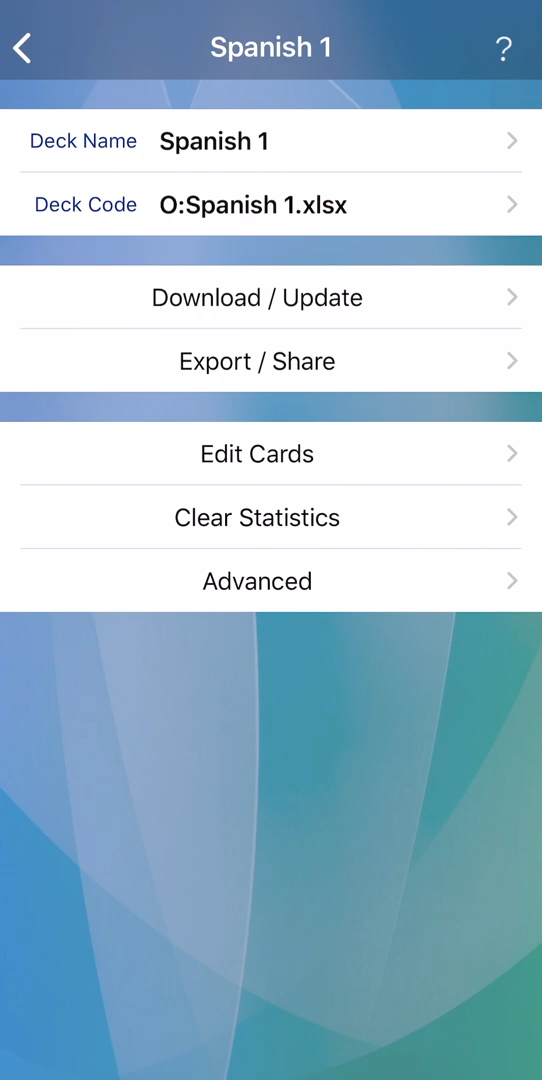 Spanish 1 ?
Deck Name Spanish 1
Deck Code O:Spanish 1.xlsx
Download / Update
Export / Share
Edit Cards
Clear Statistics
Advanced